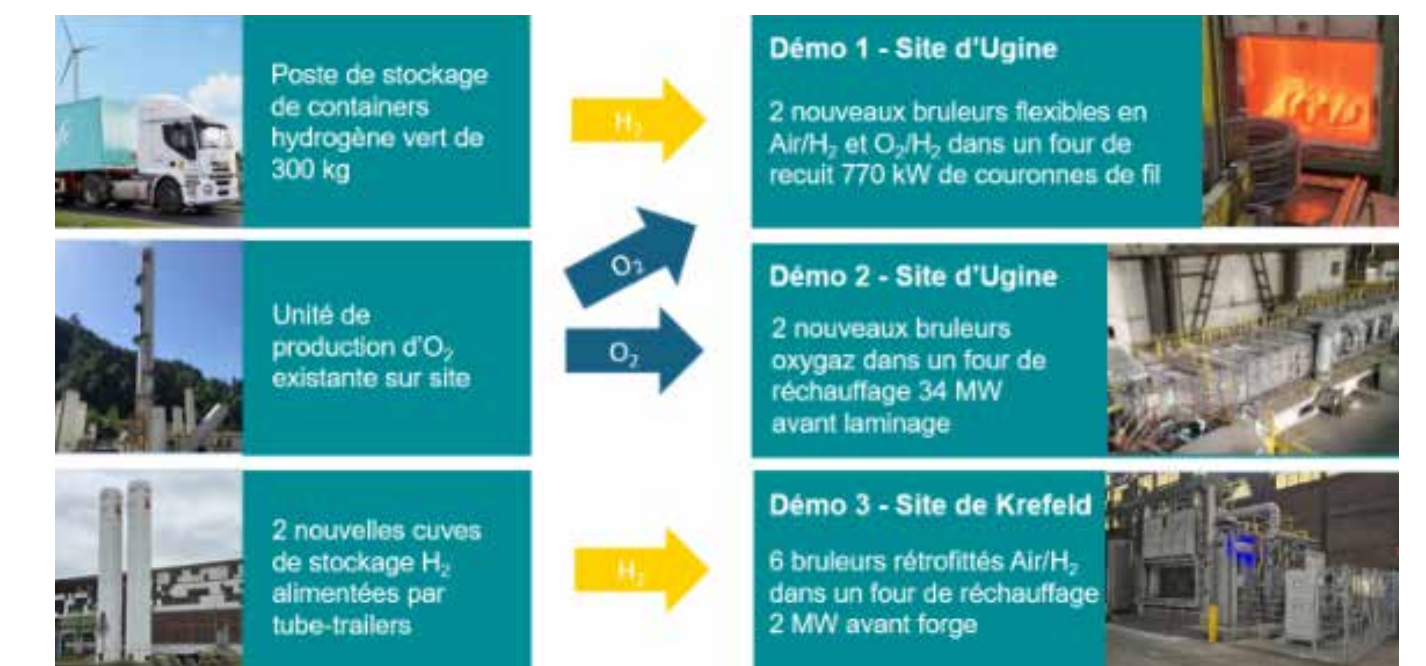 Poste de stockage
de containers
hydrogène vert de
300 kg
H₂
Démo 1 - Site d'Ugine
2 nouveaux bruleurs flexibles en
Air/H₂ et O₂/H₂ dans un four de
recuit 770 kW de couronnes de fil
Unité de
production d'O₂
existante sur site
O₂
O₂
Démo 2 - Site d'Ugine
2 nouveaux bruleurs
oxygaz dans un four de
réchauffage 34 MW
avant laminage
2 nouvelles cuves
de stockage H₂
alimentées par
tube-trailers
H₂
Démo 3 - Site de Krefeld
6 bruleurs rétrofittés Air/H₂
dans un four de réchauffage
2 MW avant forge